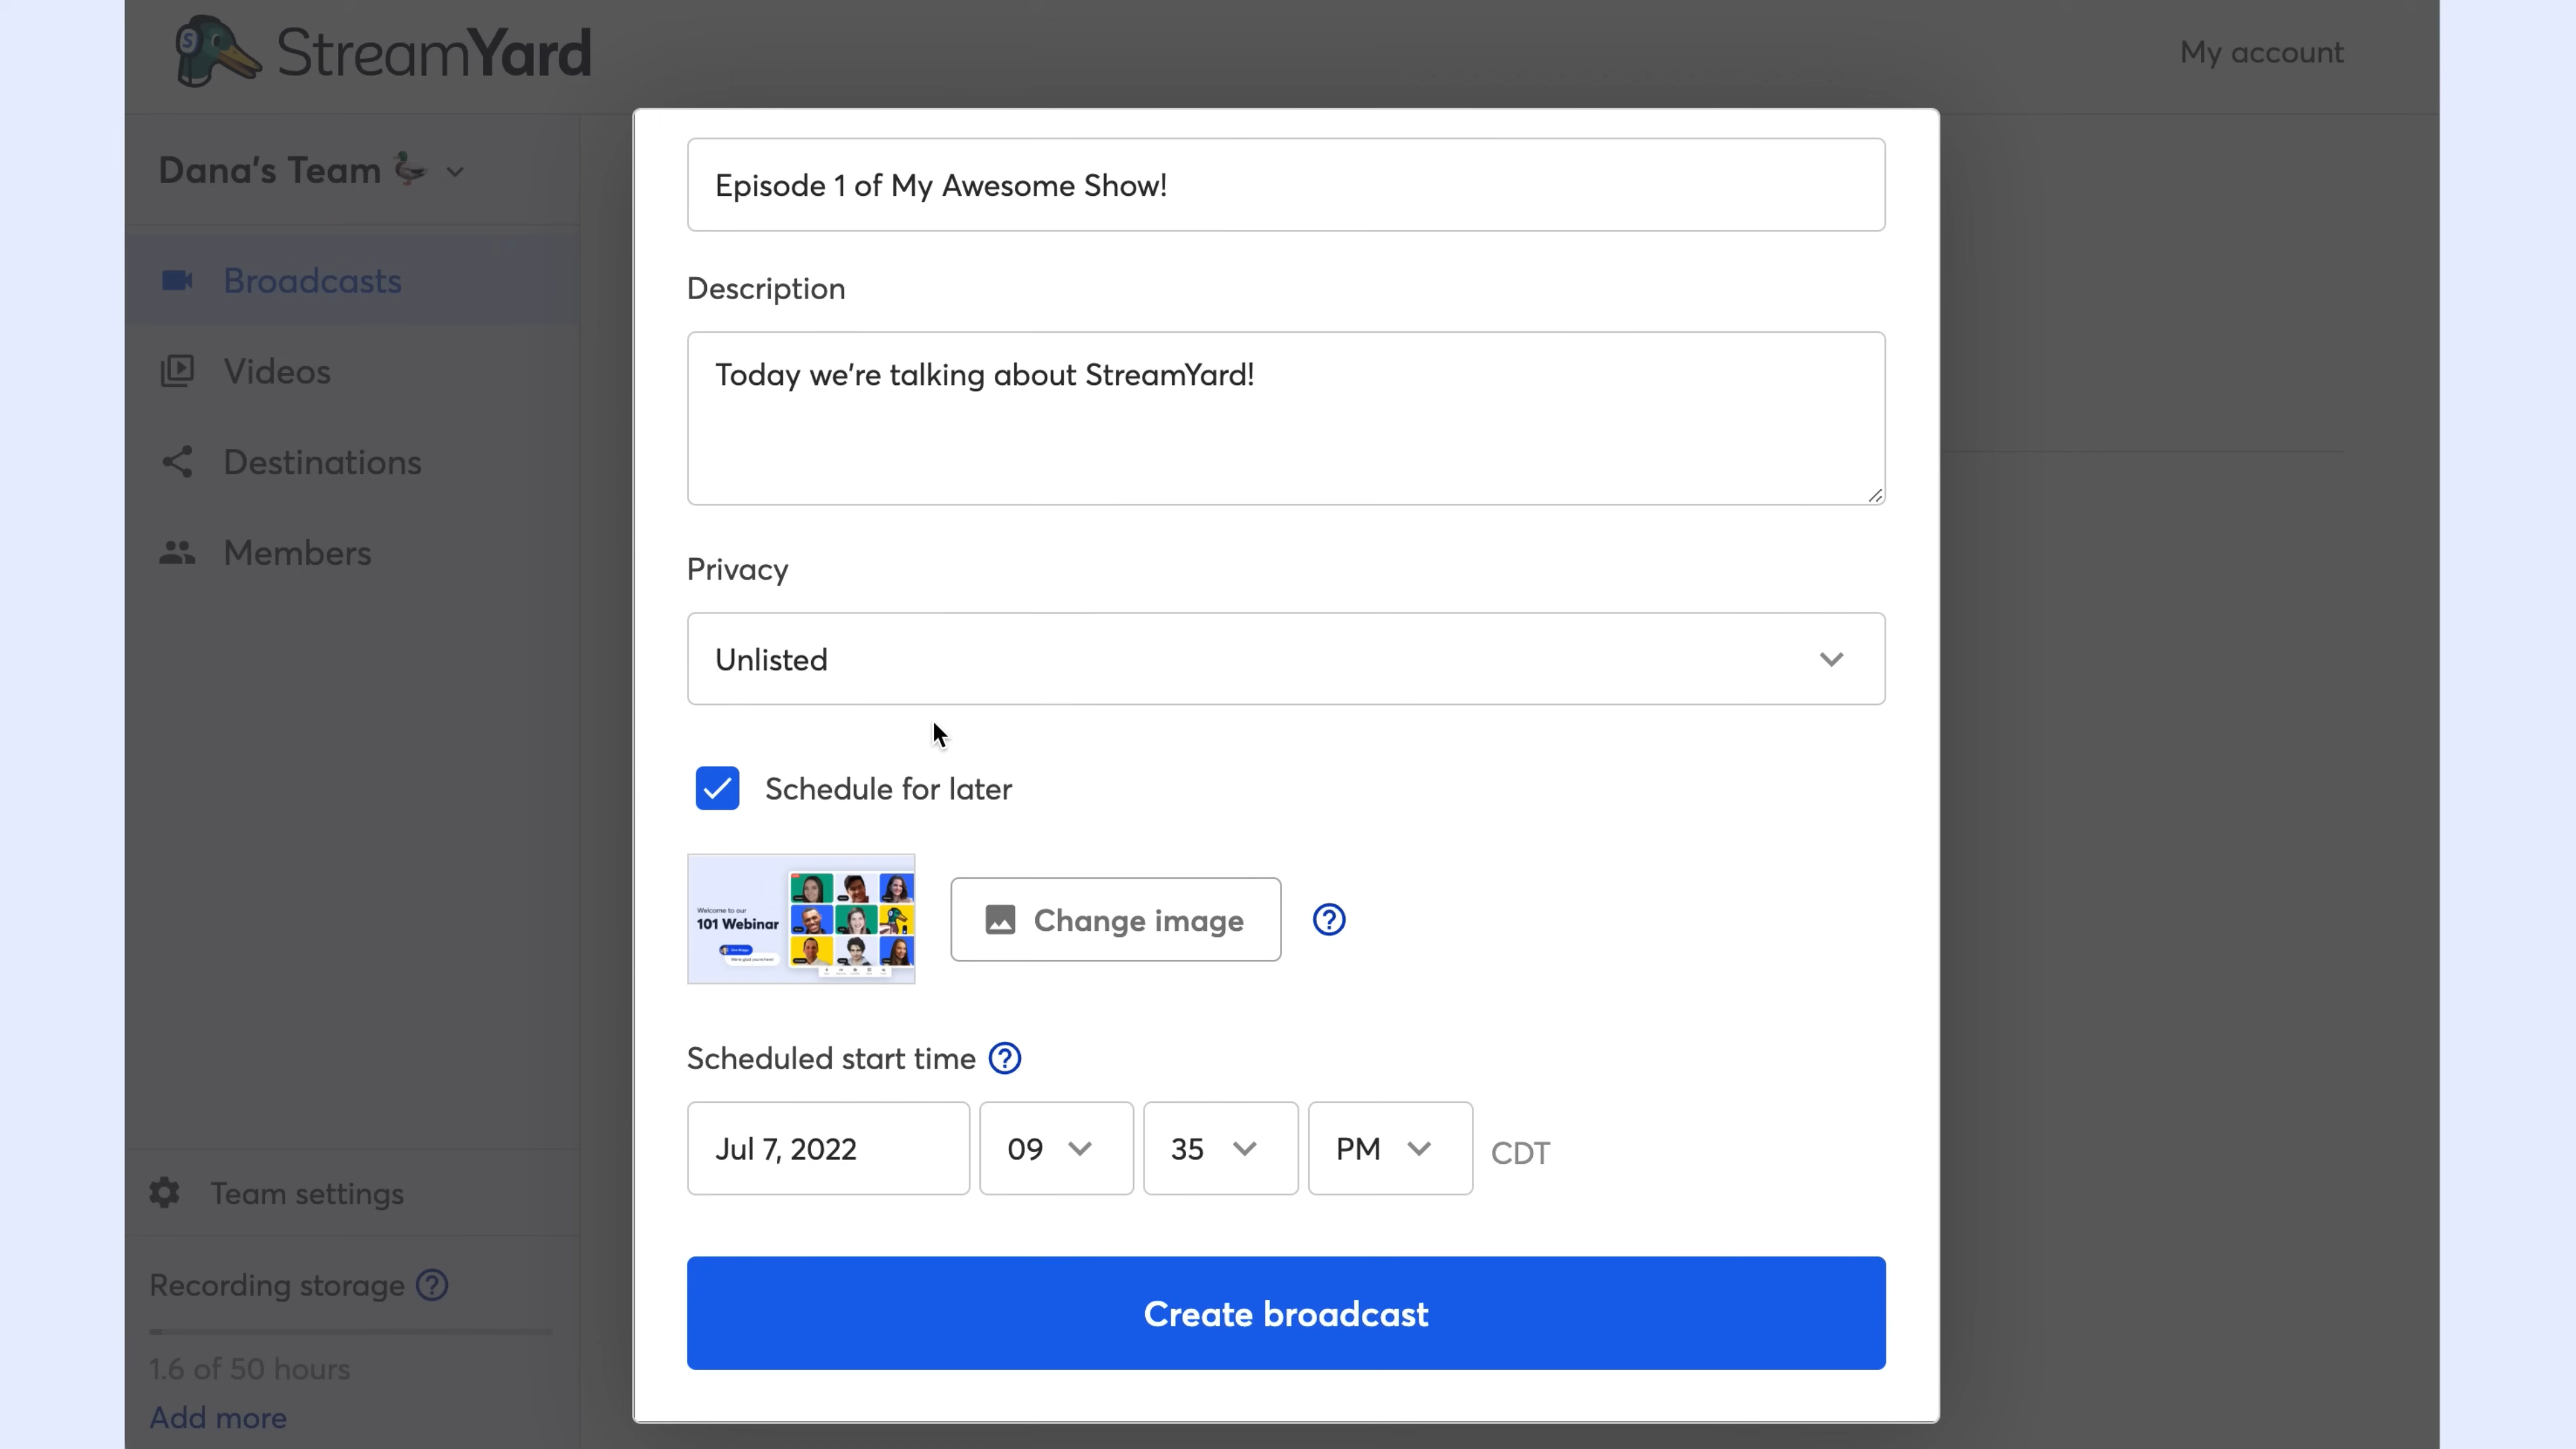 StreamYard
My account
Dana's Team
Broadcasts
Videos
Destinations
Members
Team settings
Recording storage
1.6 of 50 hours
Add more
Episode 1 of My Awesome Show!
Description
Today we're talking about StreamYard!
Privacy
Unlisted
Schedule for later
Welcome to our
101 Webinar
Change image
Scheduled start time
Jul 7, 2022 09 35 PM CDT
Create broadcast